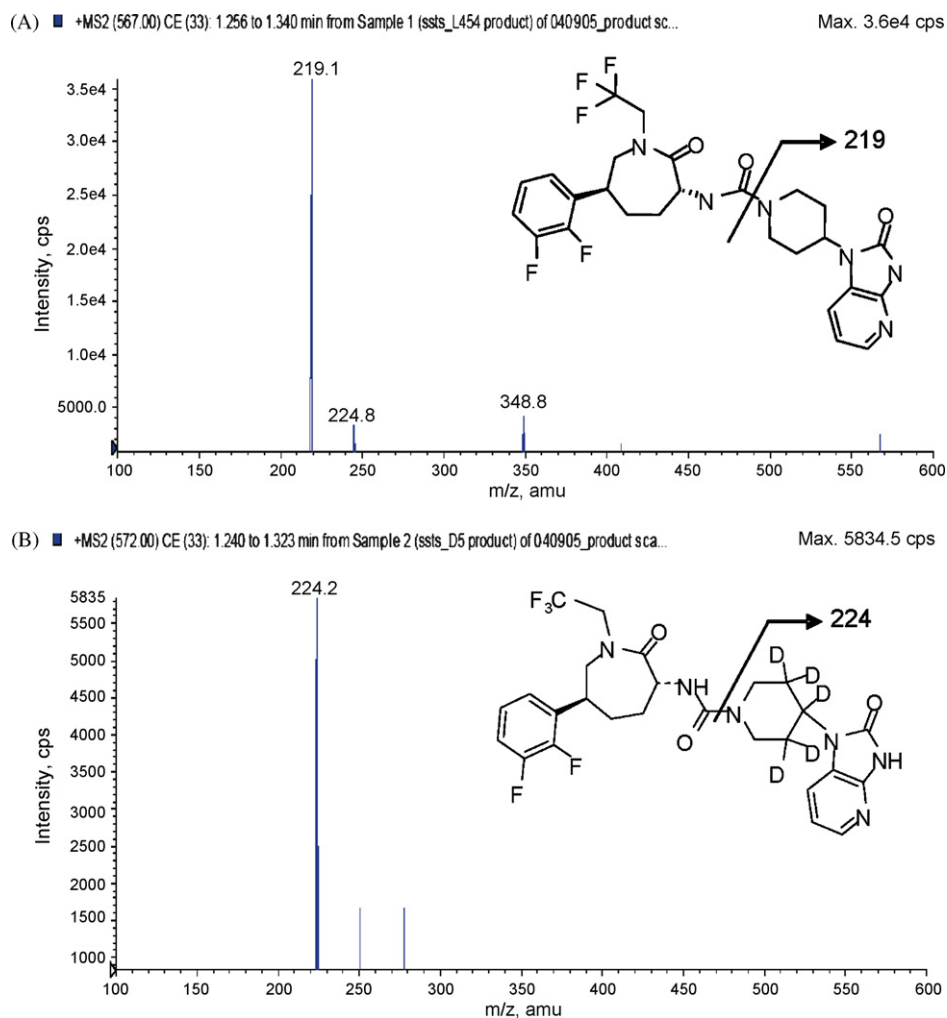 (A) +MS2 (567.00) CE (33): 1.256 to 1.340 min from Sample 1 (ssts_L454 product) of 040905_product sc... Max. 3.6e4 cps
219.1
3.5e4
3.0e4
2.5e4
2.0e4
1.5e4
1.0e4
5000.0
Intensity, cps
F
F
F
N
O
219
O
N
N
O
N
N
N
F
F
224.8
348.8
100 150 200 250 300 350 400 450 500 550 600
m/z, amu
(B) +MS2 (572.00) CE (33): 1.240 to 1.323 min from Sample 2 (ssts_D5 product) of 040905_product sca... Max. 5834.5 cps
224.2
5835
5500
5000
4500
4000
3500
3000
2500
2000
1500
1000
Intensity, cps
F3C
N
O
224
NH
O
N
D
D
D
D
D
O
N
NH
N
F
F
100 150 200 250 300 350 400 450 500 550 600
m/z, amu